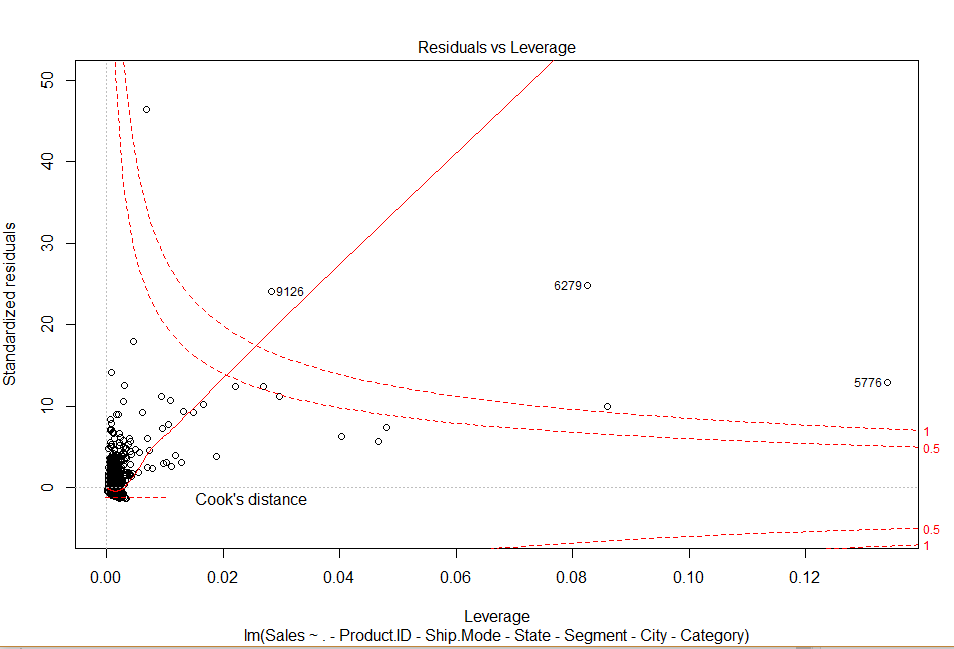 Residuals vs Leverage
Standardized residuals
50
40
30
20
10
0
9126
6279
5776
1
0.5
0.5
1
Cook's distance
0.00 0.02 0.04 0.06 0.08 0.10 0.12
Leverage
lm(Sales ~ . - Product.ID - Ship.Mode - State - Segment - City - Category)